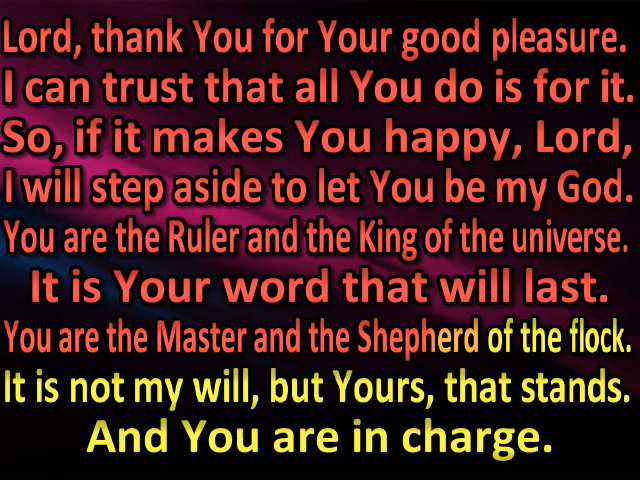 Lord, thank You for Your good pleasure.
I can trust that all You do is for it.
So, if it makes You happy, Lord,
I will step aside to let You be my God.
You are the Ruler and the King of the universe.
It is Your word that will last.
You are the Master and the Shepherd of the flock.
It is not my will, but Yours, that stands.
And You are in charge.